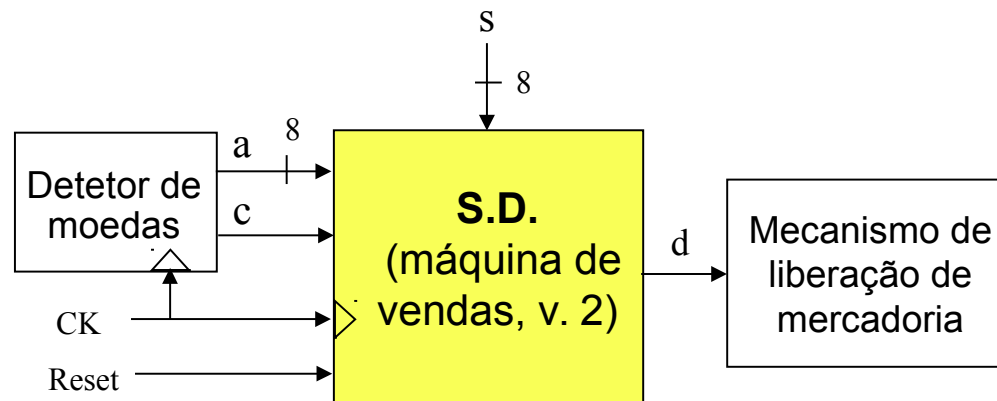 s
8
a
8
c
Detetor de
moedas
CK
Reset
S.D.
(máquina de
vendas, v. 2)
d
Mecanismo de
liberação de
mercadoria